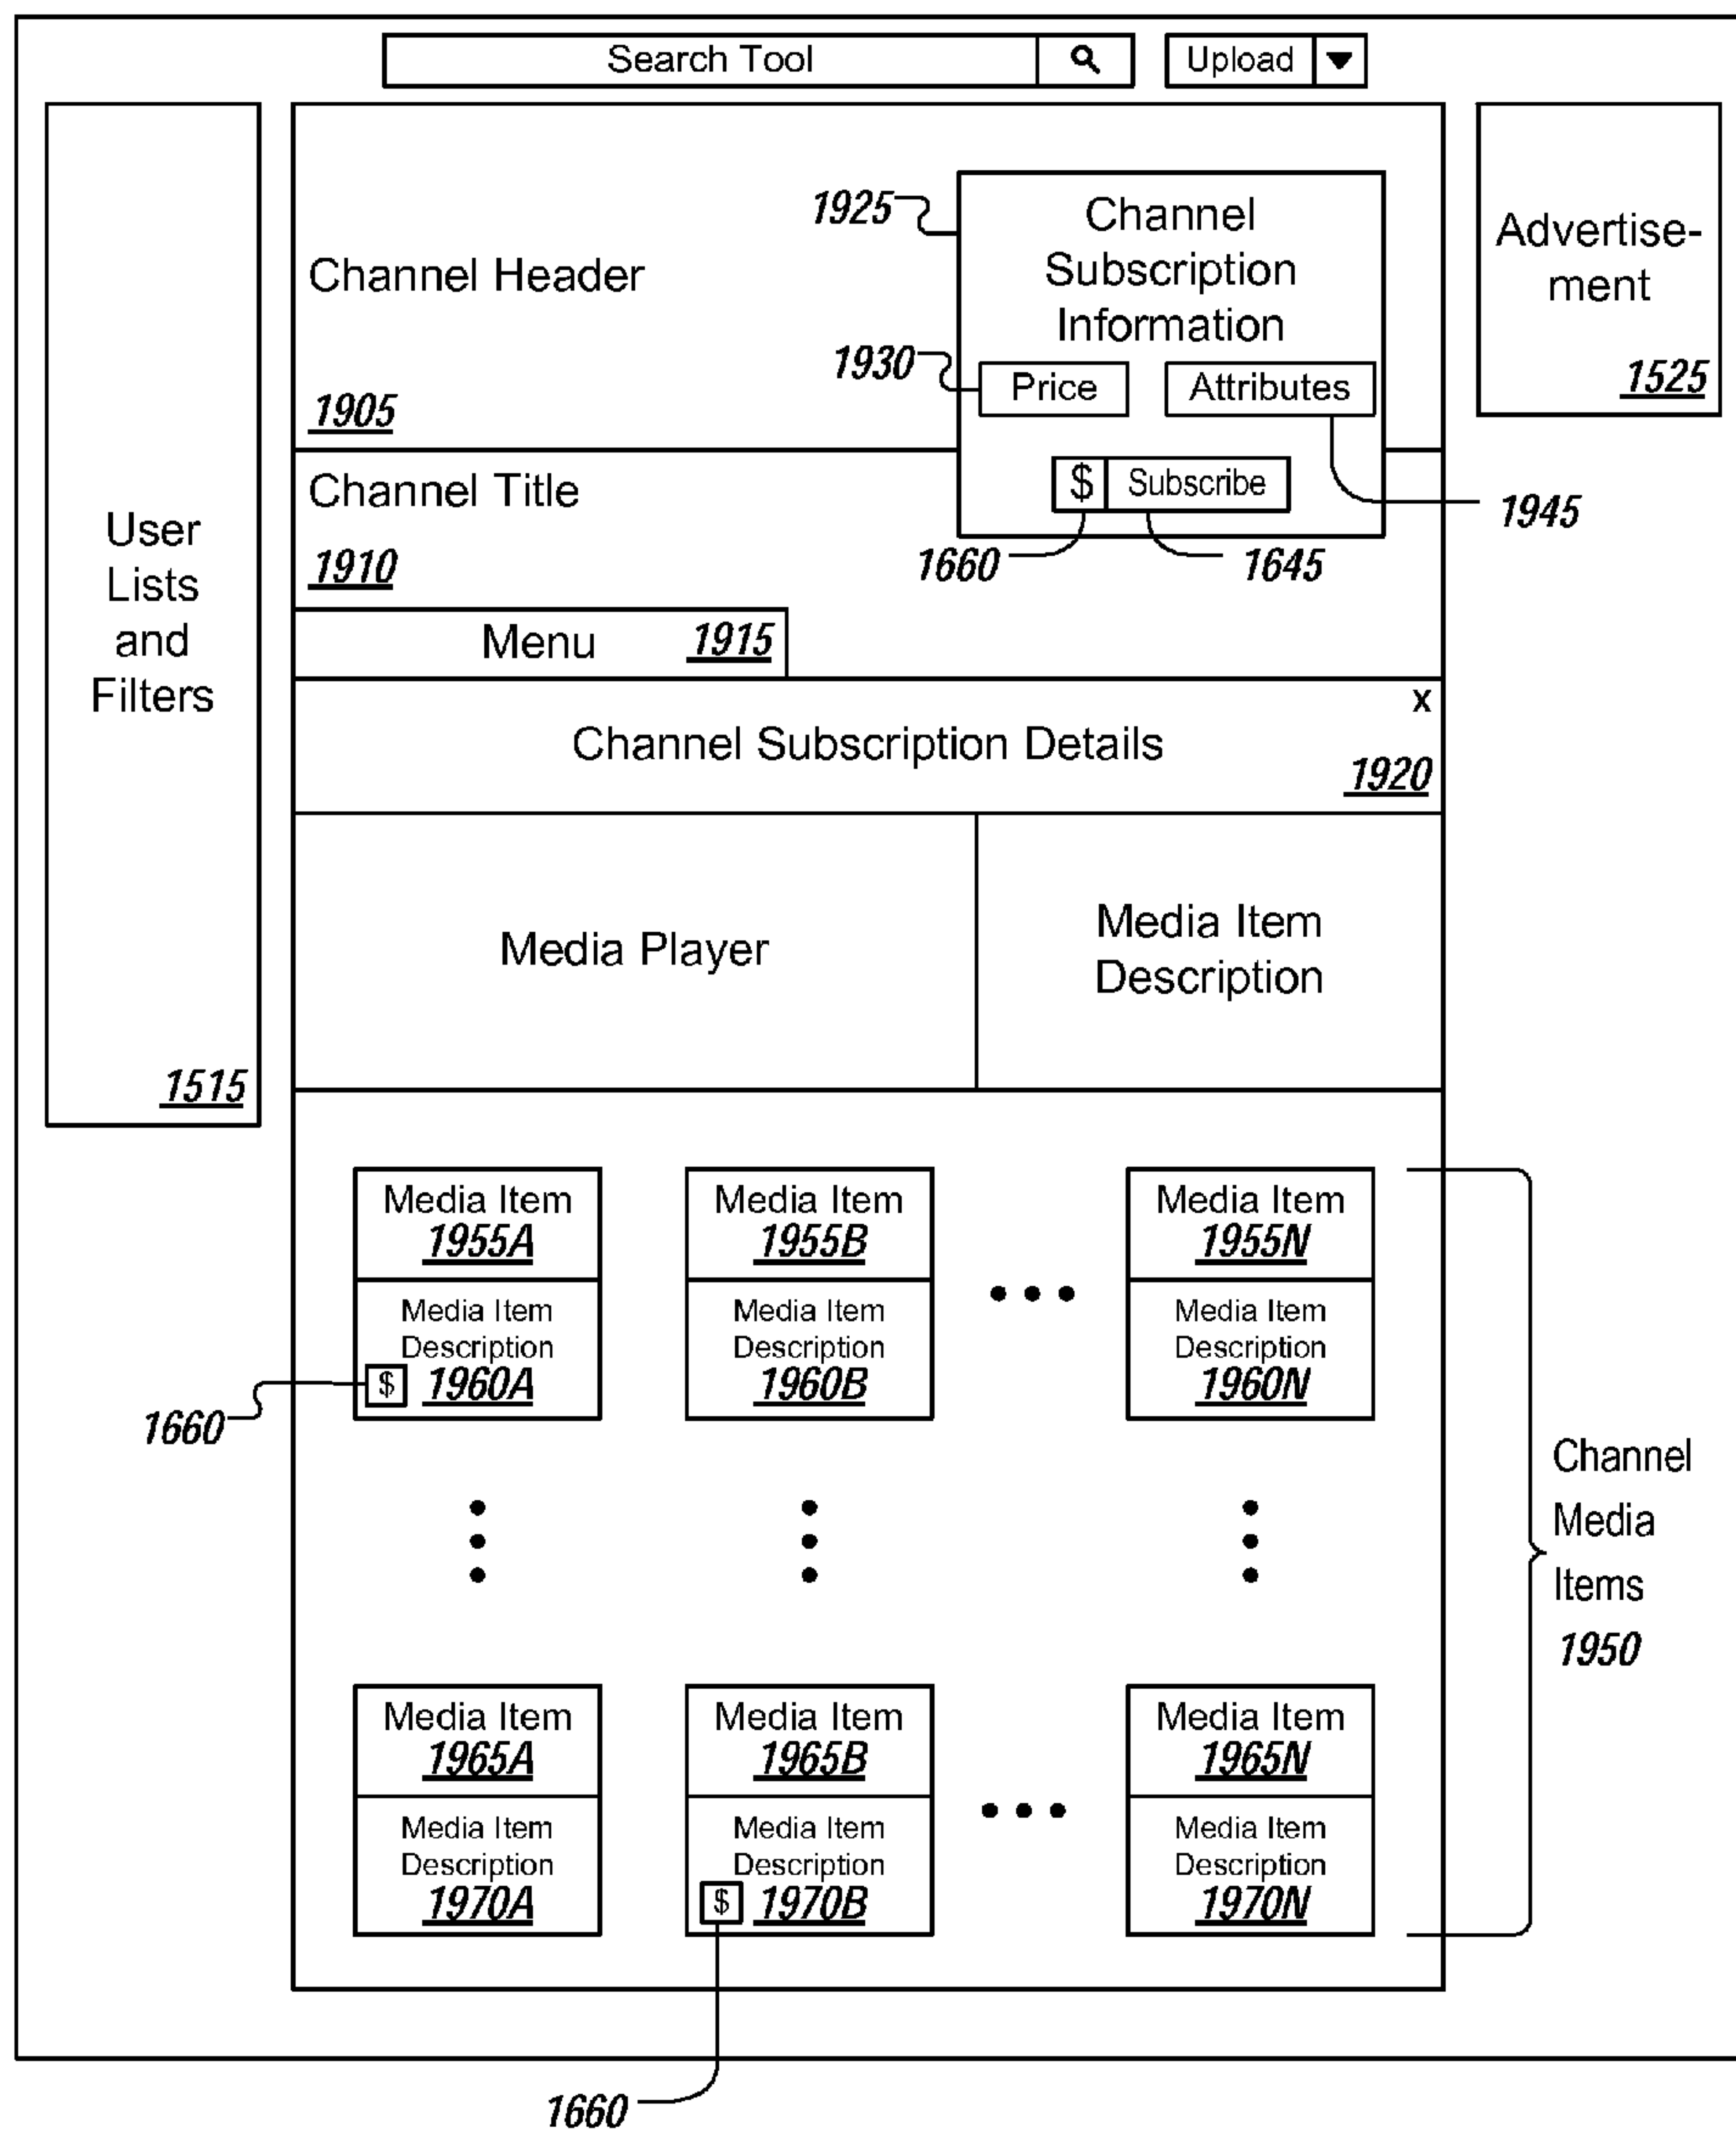 Search Tool
Upload
User
Lists
and
Filters
1515
Channel Header
1905
1925
Channel
Subscription
Information
1930
Price
Attributes
$
Subscribe
1660
1645
1945
Advertise-
ment
1525
Channel Title
1910
Menu 1915
x
Channel Subscription Details
1920
Media Player
Media Item
Description
Media Item
1955A
Media Item
Description
$ 1960A
1660
Media Item
1955B
Media Item
Description
1960B
Media Item
1955N
Media Item
Description
1960N
Channel
Media
Items
1950
Media Item
1965A
Media Item
Description
1970A
Media Item
1965B
Media Item
Description
$ 1970B
1660
Media Item
1965N
Media Item
Description
1970N